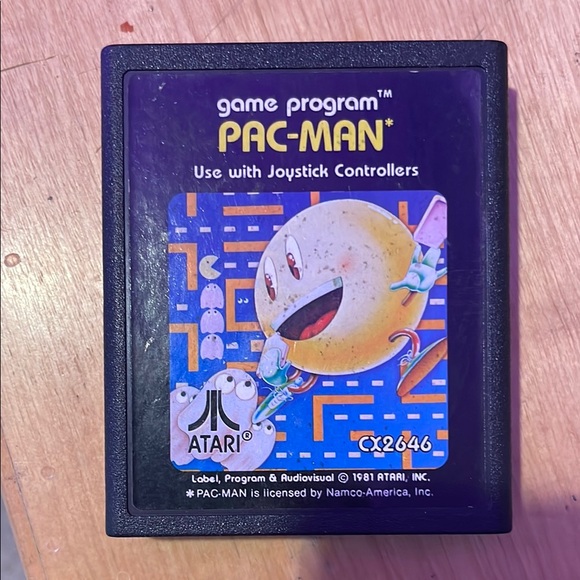 game program™
PAC-MAN*
Use with Joystick Controllers
ATARI®
CX2646
Label, Program & Audiovisual © 1981 ATARI, INC.
* PAC-MAN is licensed by Namco-America, Inc.